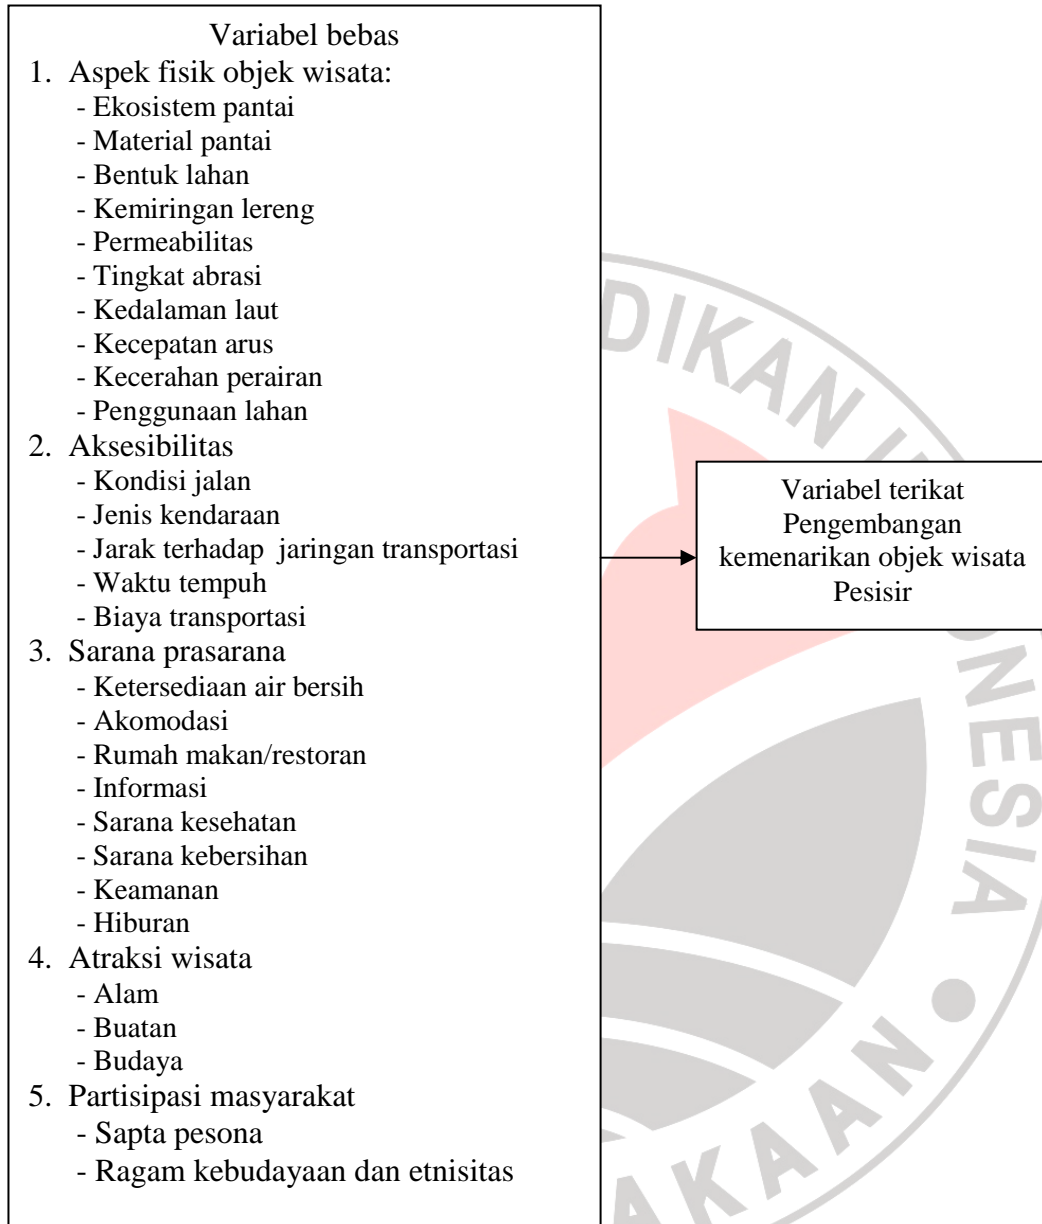 Variabel bebas
1. Aspek fisik objek wisata:
- Ekosistem pantai
- Material pantai
- Bentuk lahan
- Kemiringan lereng
- Permeabilitas
- Tingkat abrasi
- Kedalaman laut
- Kecepatan arus
- Kecerahan perairan
- Penggunaan lahan
2. Aksesibilitas
- Kondisi jalan
- Jenis kendaraan
- Jarak terhadap jaringan transportasi
- Waktu tempuh
- Biaya transportasi
3. Sarana prasarana
- Ketersediaan air bersih
- Akomodasi
- Rumah makan/restoran
- Informasi
- Sarana kesehatan
- Sarana kebersihan
- Keamanan
- Hiburan
4. Atraksi wisata
- Alam
- Buatan
- Budaya
5. Partisipasi masyarakat
- Sapta pesona
- Ragam kebudayaan dan etnisitas
Variabel terikat
Pengembangan
kemenarikan objek wisata
Pesisir